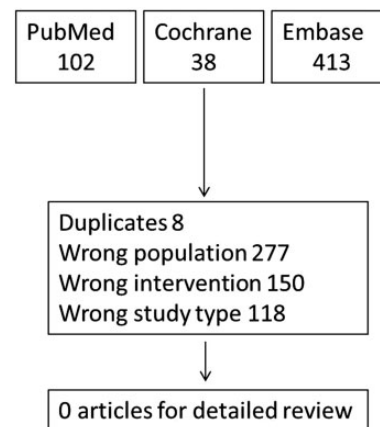 PubMed
102
Cochrane
38
Embase
413
Duplicates 8
Wrong population 277
Wrong intervention 150
Wrong study type 118
0 articles for detailed review